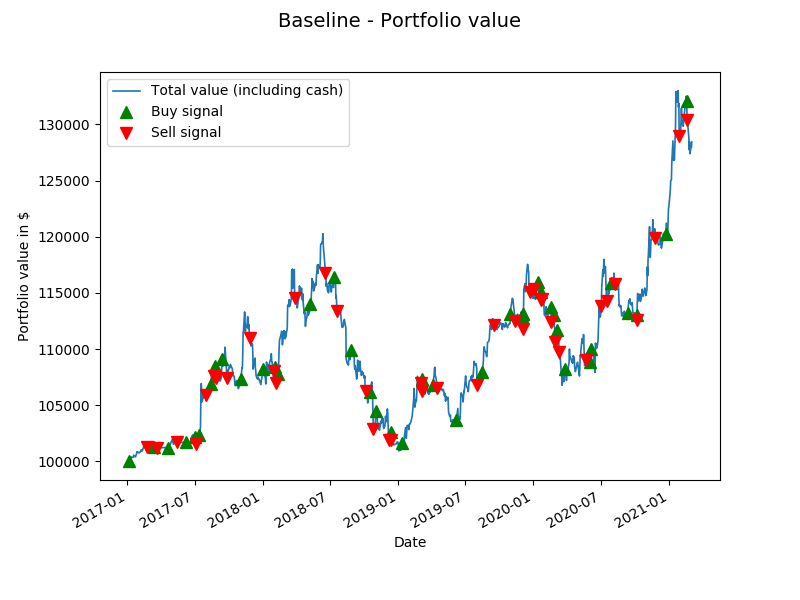 Baseline - Portfolio value
Total value (including cash)
Buy signal
Sell signal
130000
125000
120000
115000
110000
105000
100000
Portfolio value in $
2017-01
2017-07
2018-01
2018-07
2019-01
2019-07
2020-01
2020-07
2021-01
Date